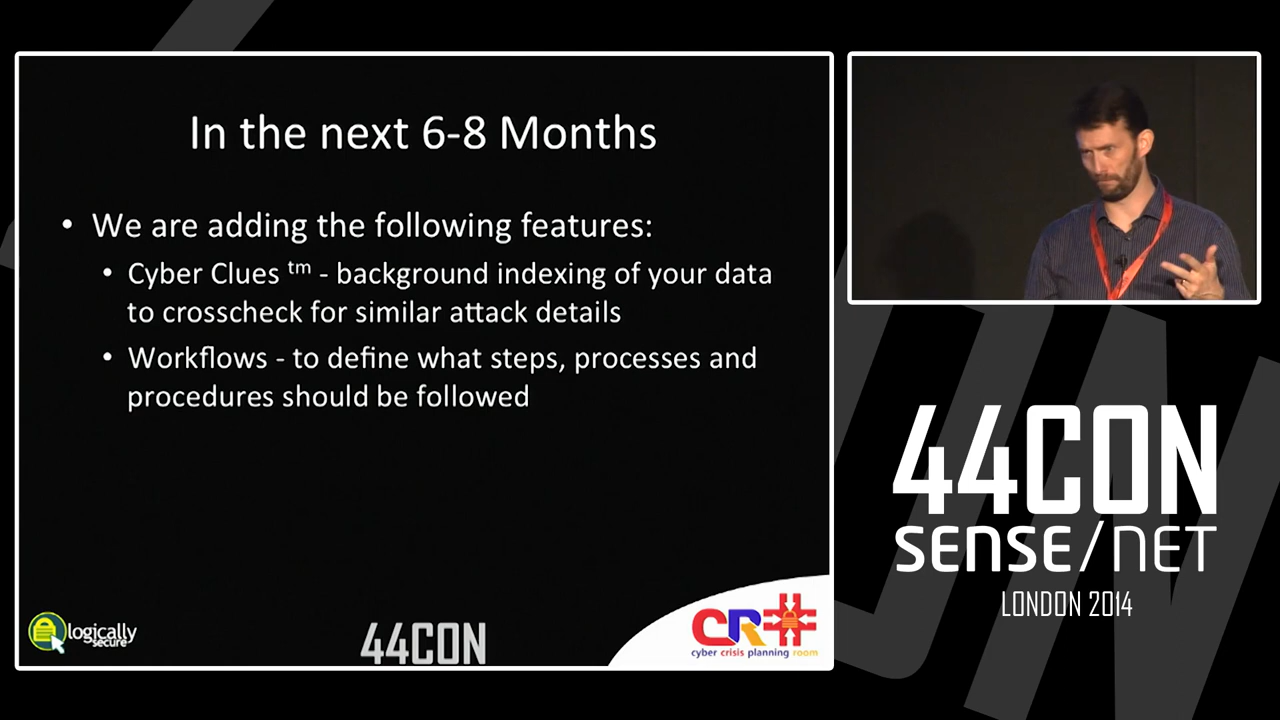 In the next 6-8 Months
• We are adding the following features:
• Cyber Clues ™ - background indexing of your data
to crosscheck for similar attack details
• Workflows - to define what steps, processes and
procedures should be followed
logically
secure
44CON
CR
cyber crisis planning room
44CON
SENSE/NET
LONDON 2014